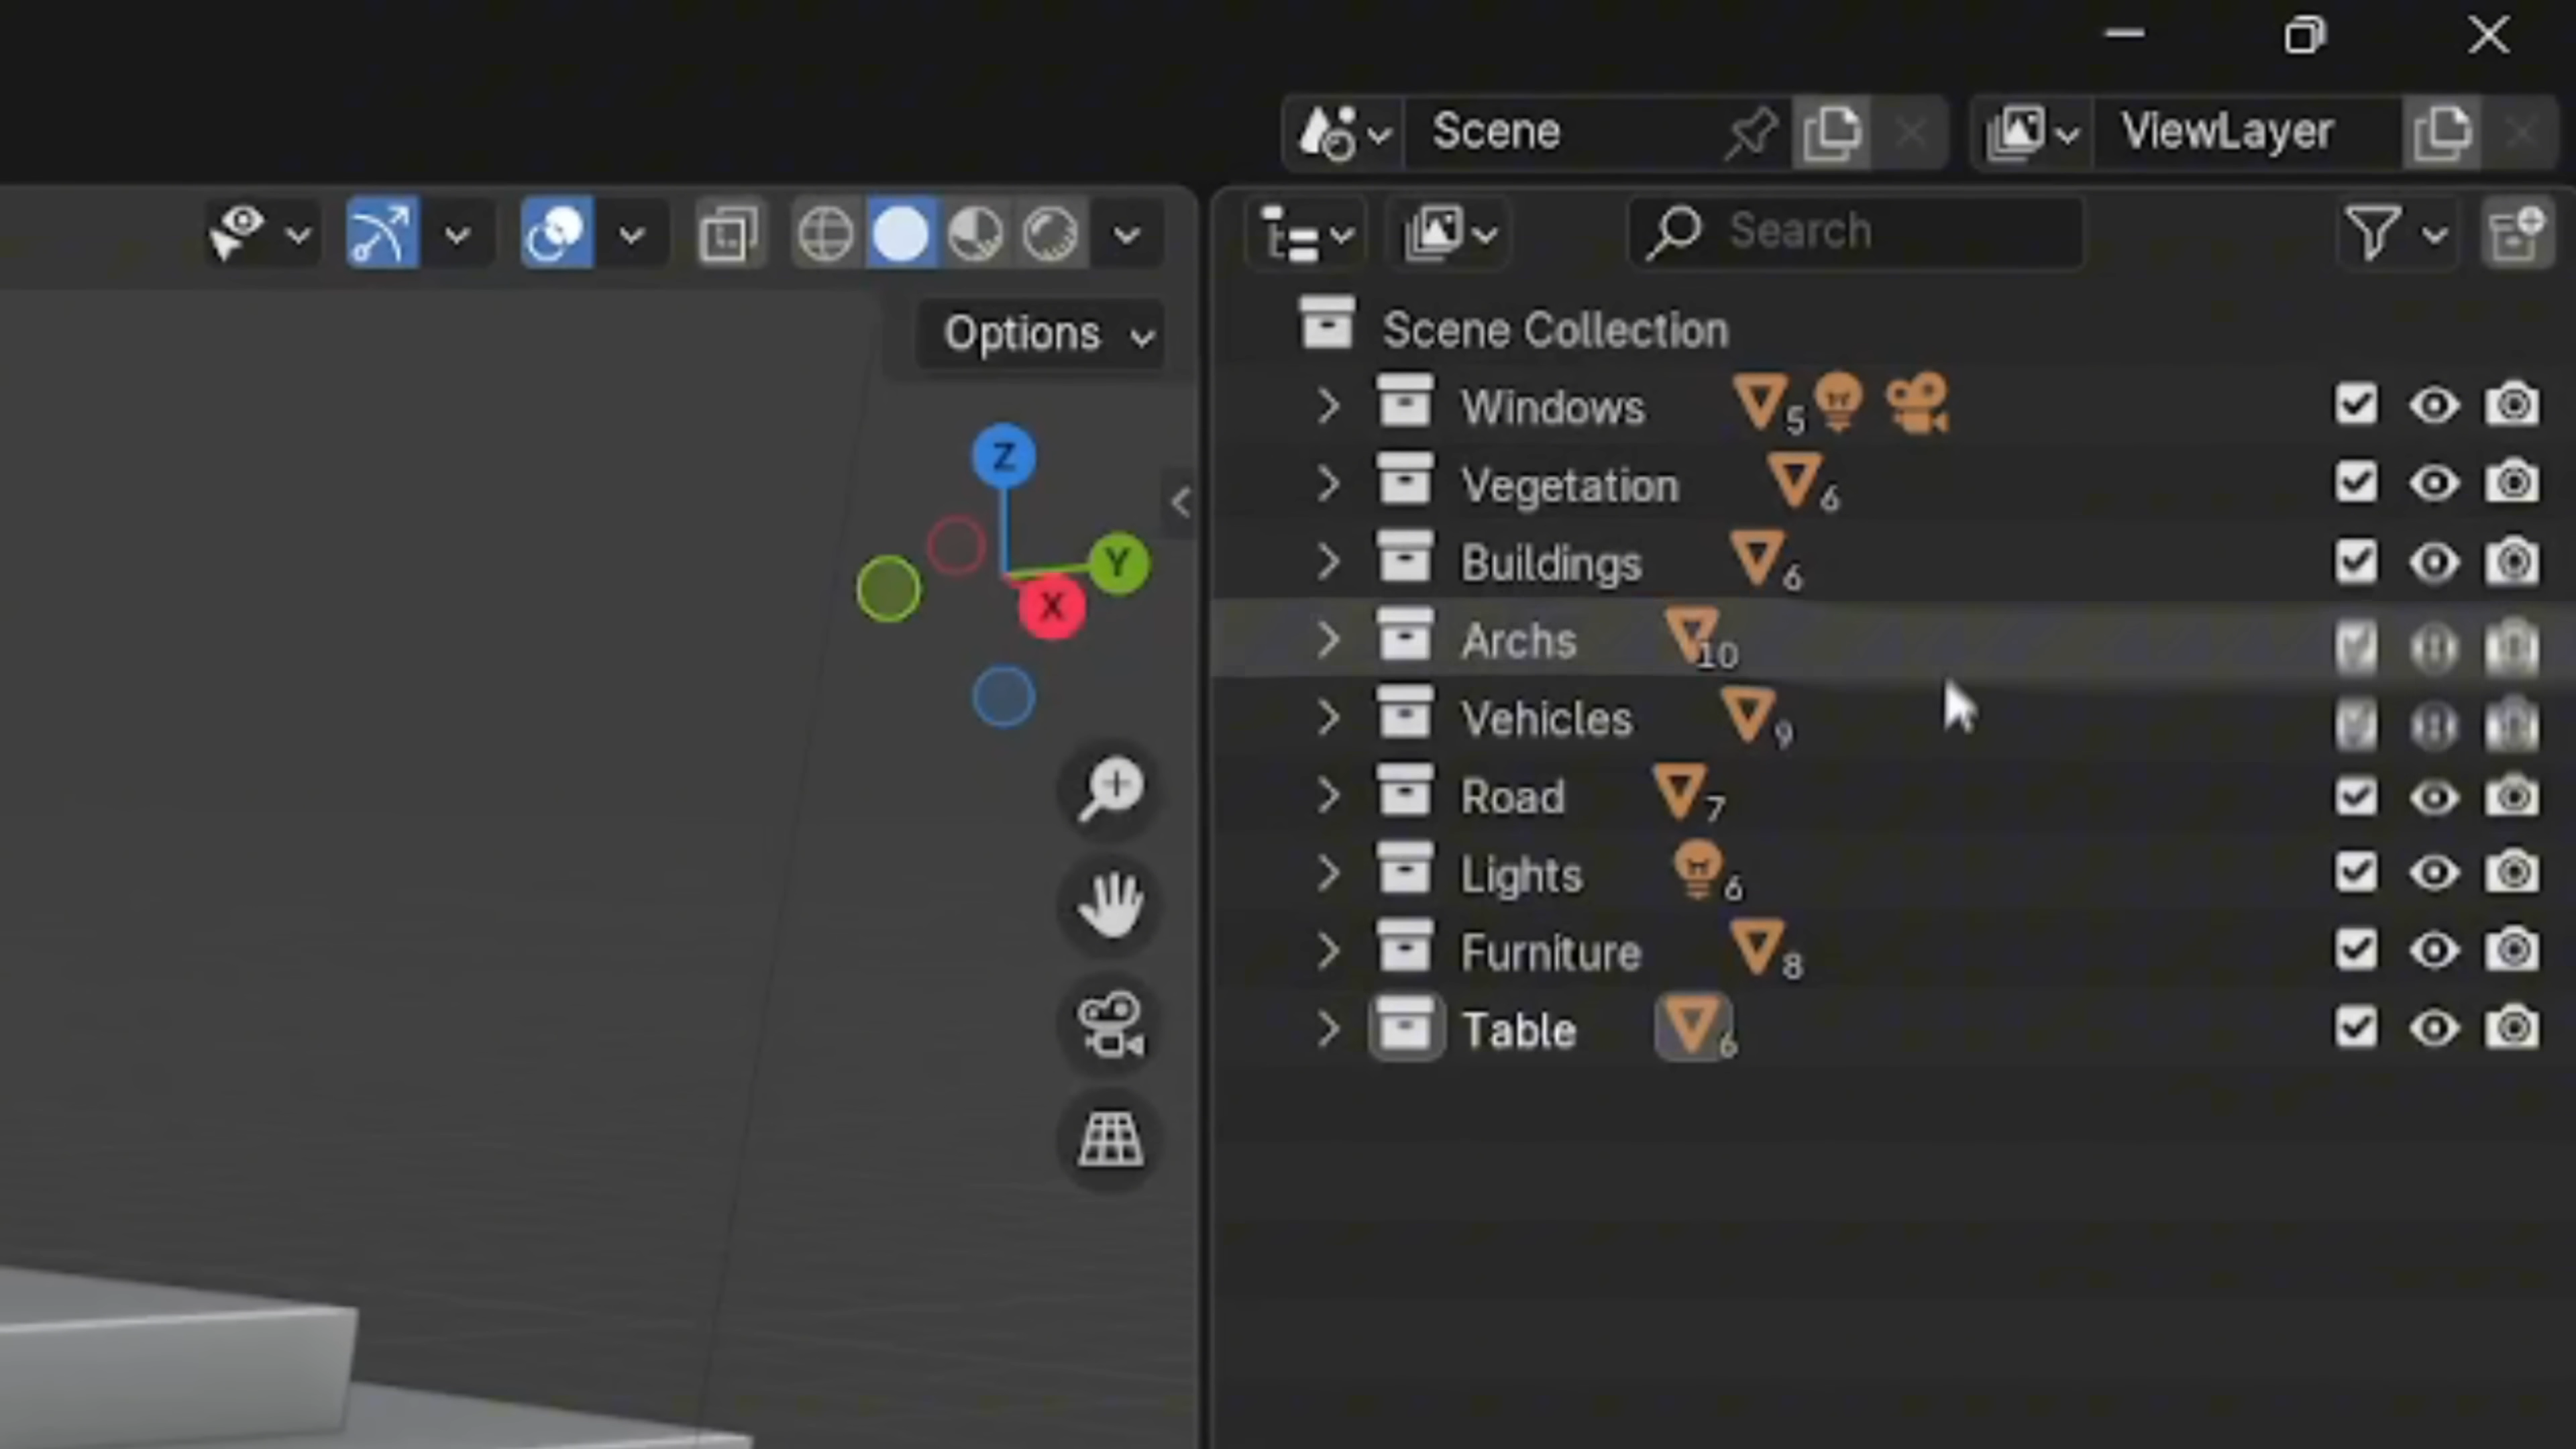 Scene ViewLayer
Search
Options
Scene Collection
Windows 5
Vegetation 6
Buildings 6
Archs 10
Vehicles 9
Road 7
Lights 6
Furniture 8
Table 6
Z
Y
X